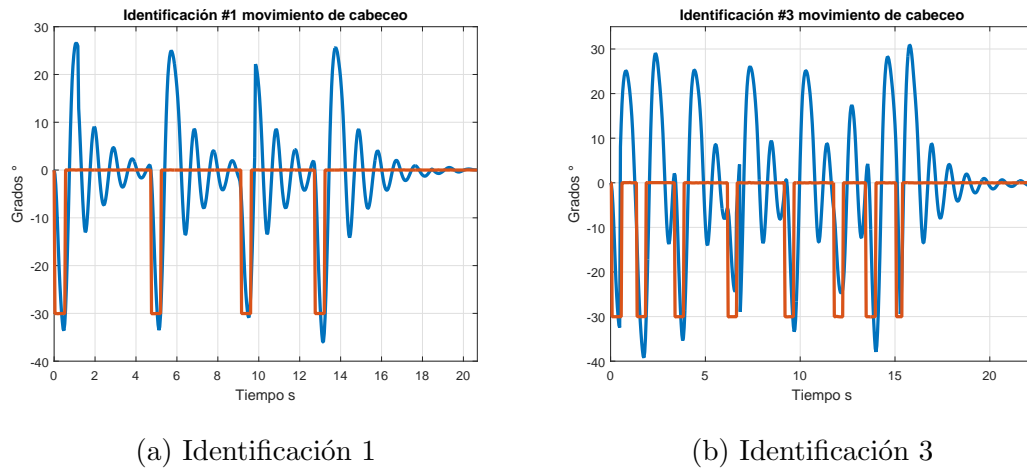 Identificación #1 movimiento de cabeceo
30
20
10
0
-10
-20
-30
-40
Grados °
0 2 4 6 8 10 12 14 16 18 20
Tiempo s
(a) Identificación 1
Identificación #3 movimiento de cabeceo
30
20
10
0
-10
-20
-30
-40
Grados °
0 5 10 15 20
Tiempo s
(b) Identificación 3